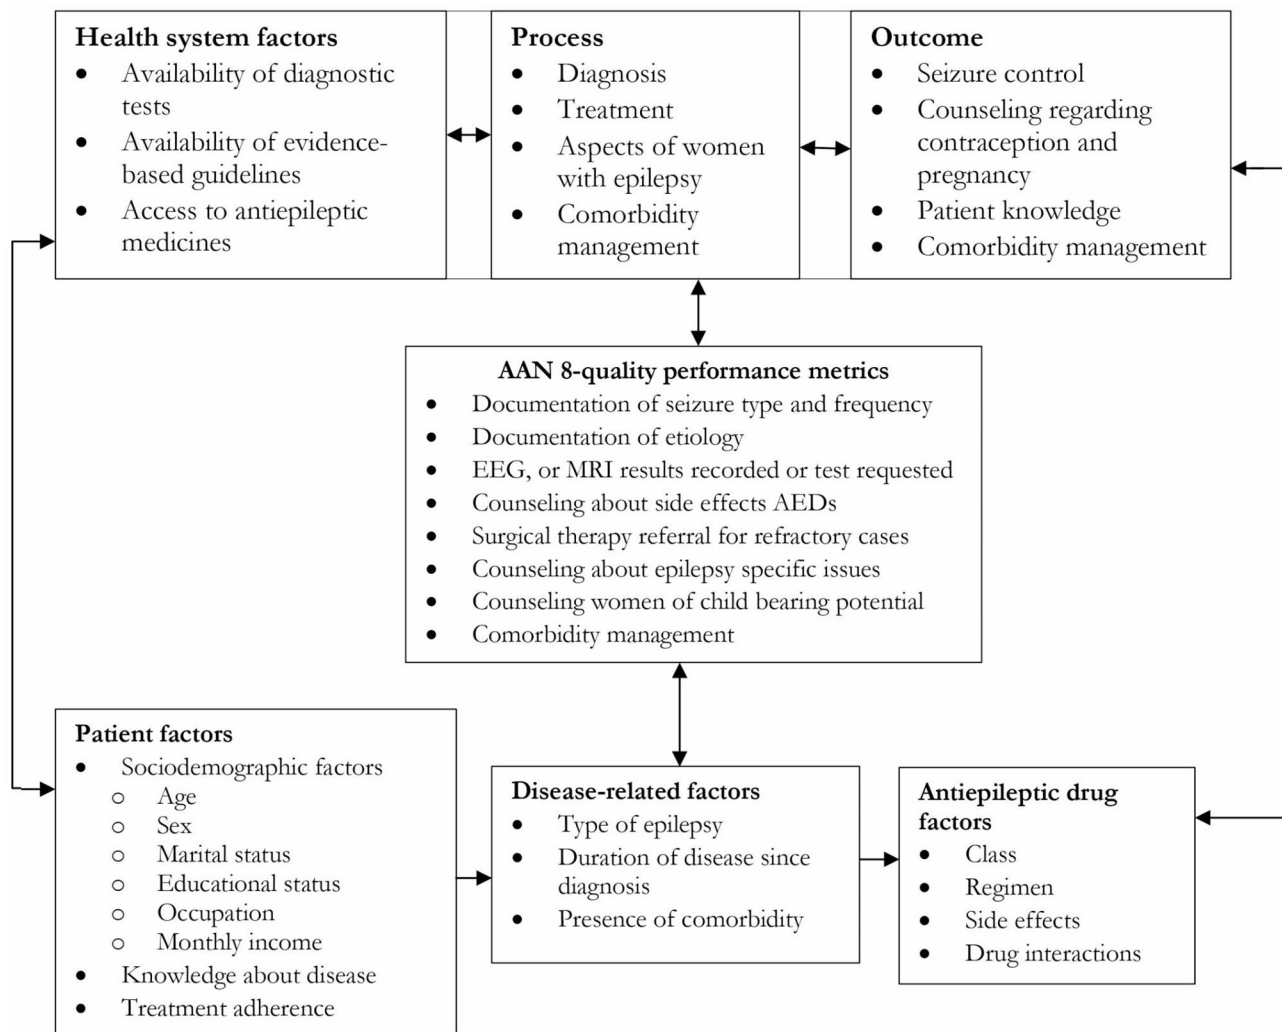 Health system factors
● Availability of diagnostic
tests
● Availability of evidence-
based guidelines
● Access to antiepileptic
medicines
Process
● Diagnosis
● Treatment
● Aspects of women
with epilepsy
● Comorbidity
management
Outcome
● Seizure control
● Counseling regarding
contraception and
pregnancy
● Patient knowledge
● Comorbidity management
AAN 8-quality performance metrics
● Documentation of seizure type and frequency
● Documentation of etiology
● EEG, or MRI results recorded or test requested
● Counseling about side effects AEDs
● Surgical therapy referral for refractory cases
● Counseling about epilepsy specific issues
● Counseling women of child bearing potential
● Comorbidity management
Patient factors
● Sociodemographic factors
o Age
o Sex
o Marital status
o Educational status
o Occupation
o Monthly income
● Knowledge about disease
● Treatment adherence
Disease-related factors
● Type of epilepsy
● Duration of disease since
diagnosis
● Presence of comorbidity
Antiepileptic drug
factors
● Class
● Regimen
● Side effects
● Drug interactions